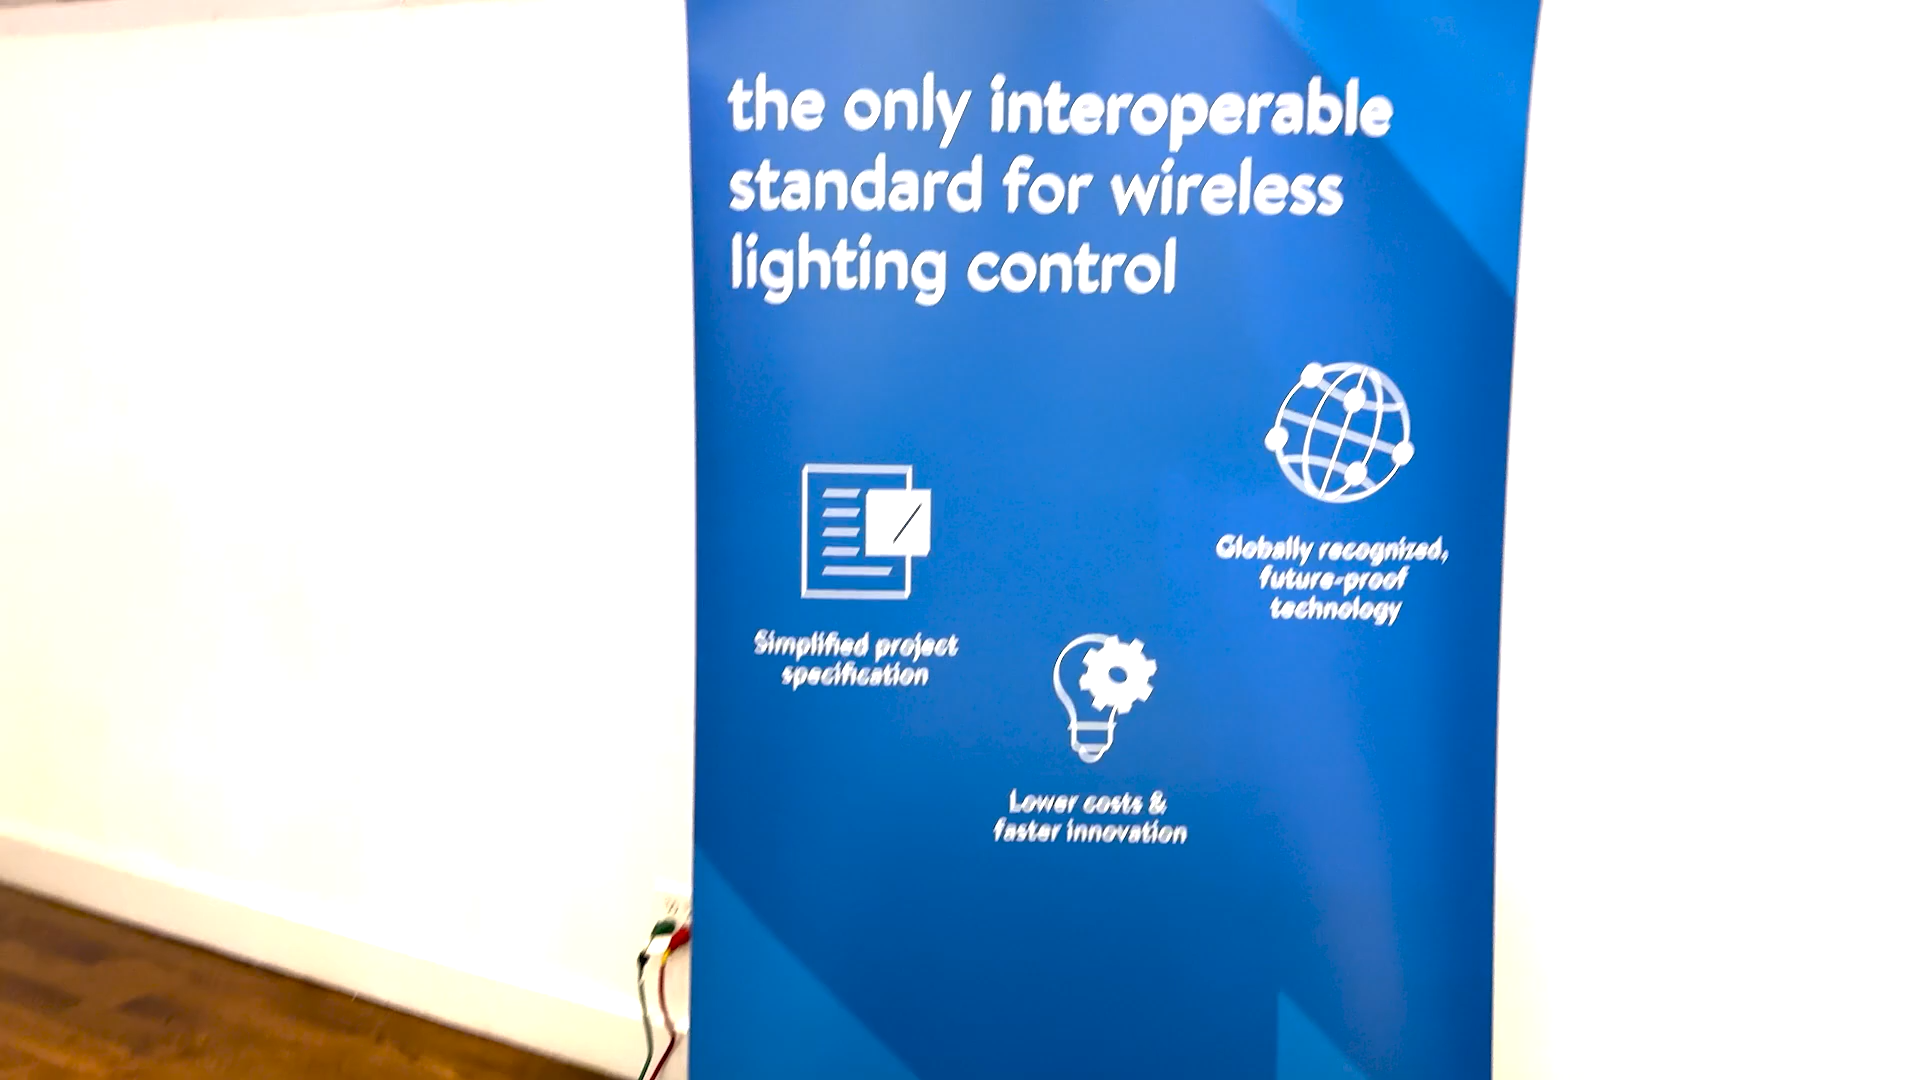 the only interoperable
standard for wireless
lighting control
Globally recognized,
future-proof
technology
Simplified project
specification
Lower costs &
faster innovation